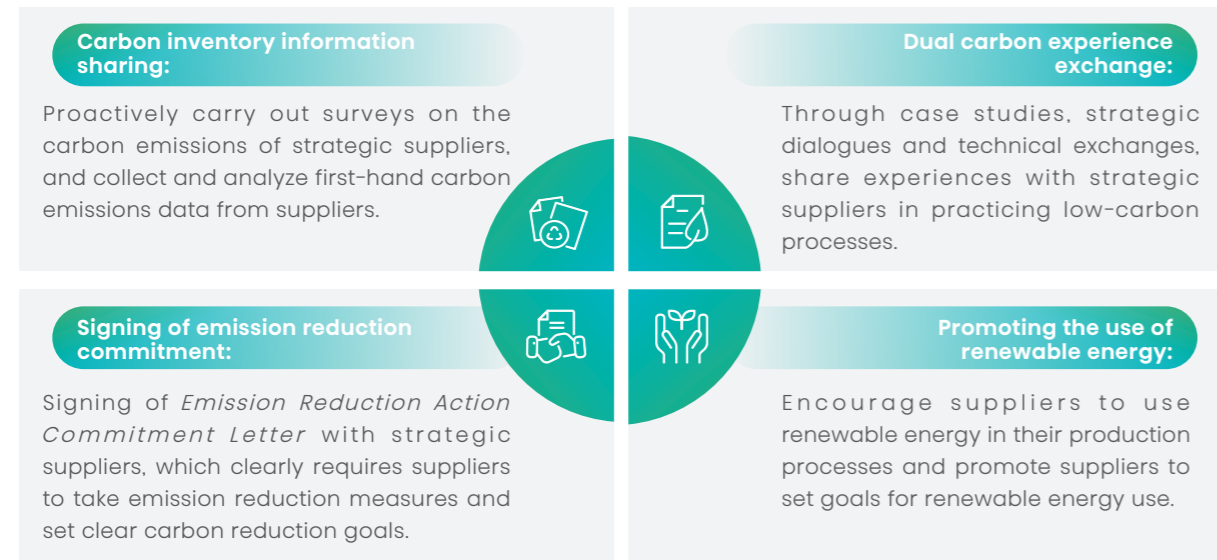 Carbon inventory information
sharing:
Proactively carry out surveys on the
carbon emissions of strategic suppliers,
and collect and analyze first-hand carbon
emissions data from suppliers.
Dual carbon experience
exchange:
Through case studies, strategic
dialogues and technical exchanges,
share experiences with strategic
suppliers in practicing low-carbon
processes.
Signing of emission reduction
commitment:
Signing of Emission Reduction Action
Commitment Letter with strategic
suppliers, which clearly requires suppliers
to take emission reduction measures and
set clear carbon reduction goals.
Promoting the use of
renewable energy:
Encourage suppliers to use
renewable energy in their production
processes and promote suppliers to
set goals for renewable energy use.